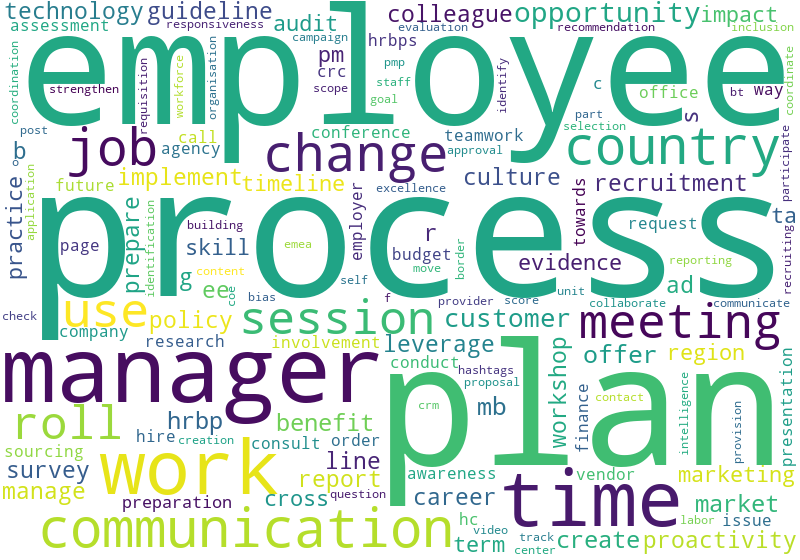 technology
guideline
audit
colleague
opportunity
impact
assessment
responsiveness
campaign
evaluation
recommendation
inclusion
hrbps
pm
crc
scope
pmp
staff
goal
identify
employee
strengthen
coordination
requisition
workforce
organisation
c
office
bt
way
coordinate
part
selection
s
post
b
job
call
agency
conference
teamwork
approval
change
country
participate
practice
application
future
implement
timeline
excellence
culture
recruitment
towards
request
ta
prepare
identification
page
building
skill
g
ee
coe
process
employer
r
budget
move
emea
content
bias
self
f
border
provider
score
evidence
unit
collaborate
ad
reporting
communicate
recruiting
check
company
use
policy
research
session
involvement
leverage
customer
meeting
manager
conduct
hashtags
proposal
workshop
offer
region
plan
crm
mb
finance
contact
intelligence
provision
presentation
roll
hrbp
benefit
sourcing
hire
creation
consult
order
survey
work
line
report
awareness
career
vendor
marketing
manage
preparation
cross
question
time
market
labor
issue
communication
hc
term
video
track
center
create
proactivity